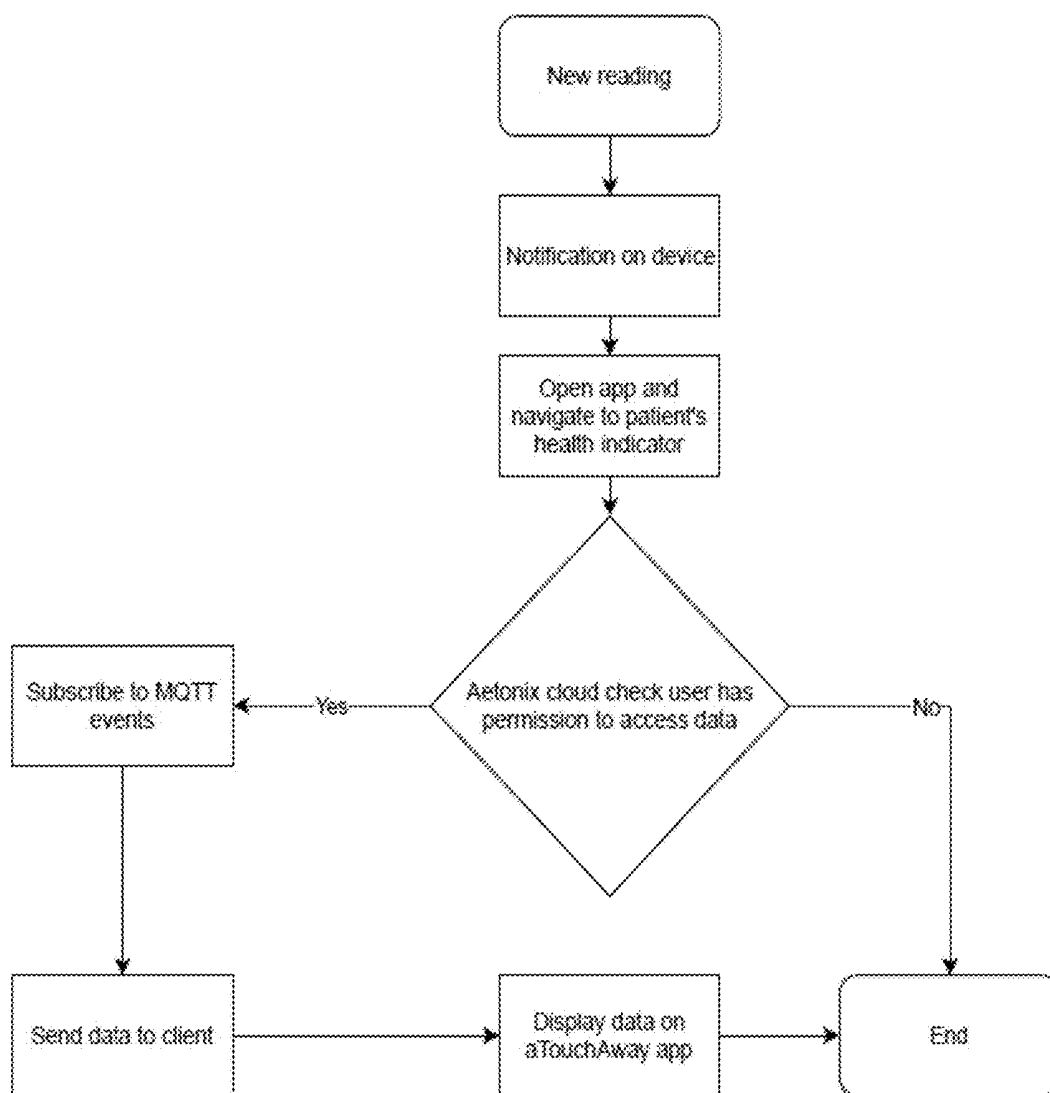 New reading
Notification on device
Open app and
navigate to patient's
health indicator
Aetonix cloud check user has
permission to access data
Yes
No
Subscribe to MQTT
events
Send data to client
Display data on
aTouchAway app
End